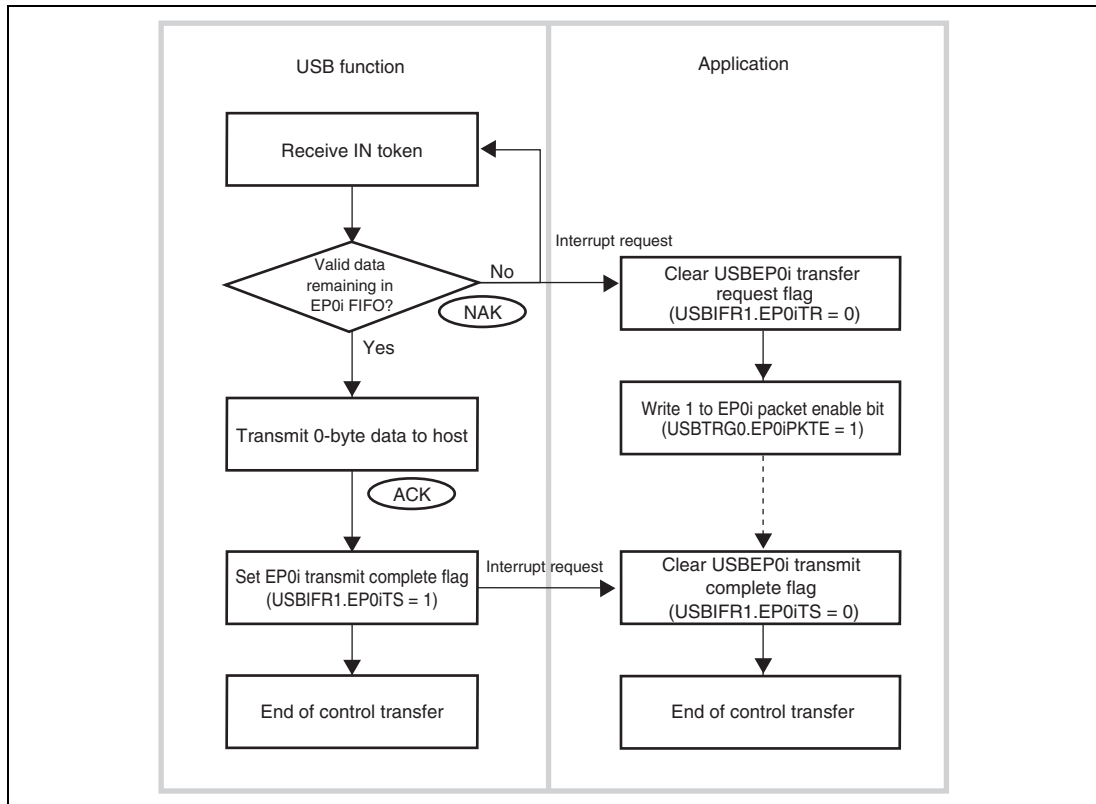 USB function
Application
Receive IN token
Interrupt request
Valid data
remaining in
EP0i FIFO?
No
NAK
Yes
Clear USBEP0i transfer
request flag
(USBIFR1.EP0iTR = 0)
Write 1 to EP0i packet enable bit
(USBTRG0.EP0iPKTE = 1)
Transmit 0-byte data to host
ACK
Set EP0i transmit complete flag
(USBIFR1.EP0iTS = 1)
Interrupt request
Clear USBEP0i transmit
complete flag
(USBIFR1.EP0iTS = 0)
End of control transfer
End of control transfer